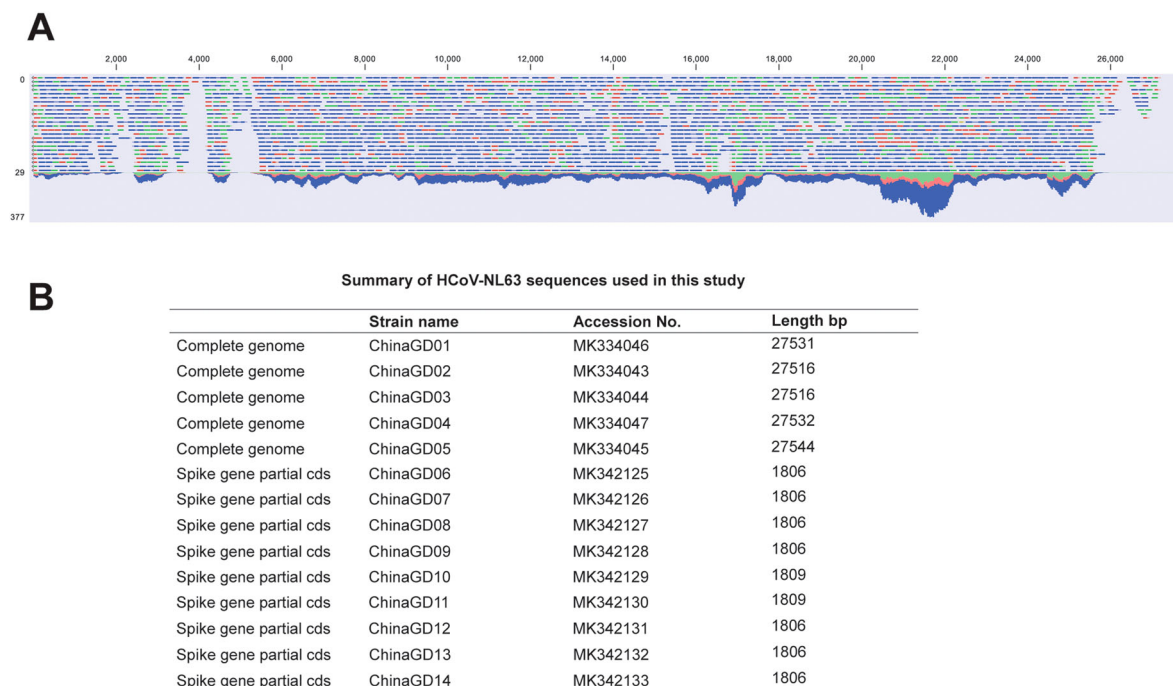 A
2,000 4,000 6,000 8,000 10,000 12,000 14,000 16,000 18,000 20,000 22,000 24,000 26,000
0
29
377
B
Summary of HCoV-NL63 sequences used in this study
Strain name Accession No. Length bp
Complete genome ChinaGD01 MK334046 27531
Complete genome ChinaGD02 MK334043 27516
Complete genome ChinaGD03 MK334044 27516
Complete genome ChinaGD04 MK334047 27532
Complete genome ChinaGD05 MK334045 27544
Spike gene partial cds ChinaGD06 MK342125 1806
Spike gene partial cds ChinaGD07 MK342126 1806
Spike gene partial cds ChinaGD08 MK342127 1806
Spike gene partial cds ChinaGD09 MK342128 1806
Spike gene partial cds ChinaGD10 MK342129 1809
Spike gene partial cds ChinaGD11 MK342130 1809
Spike gene partial cds ChinaGD12 MK342131 1806
Spike gene partial cds ChinaGD13 MK342132 1806
Spike gene partial cds ChinaGD14 MK342133 1806